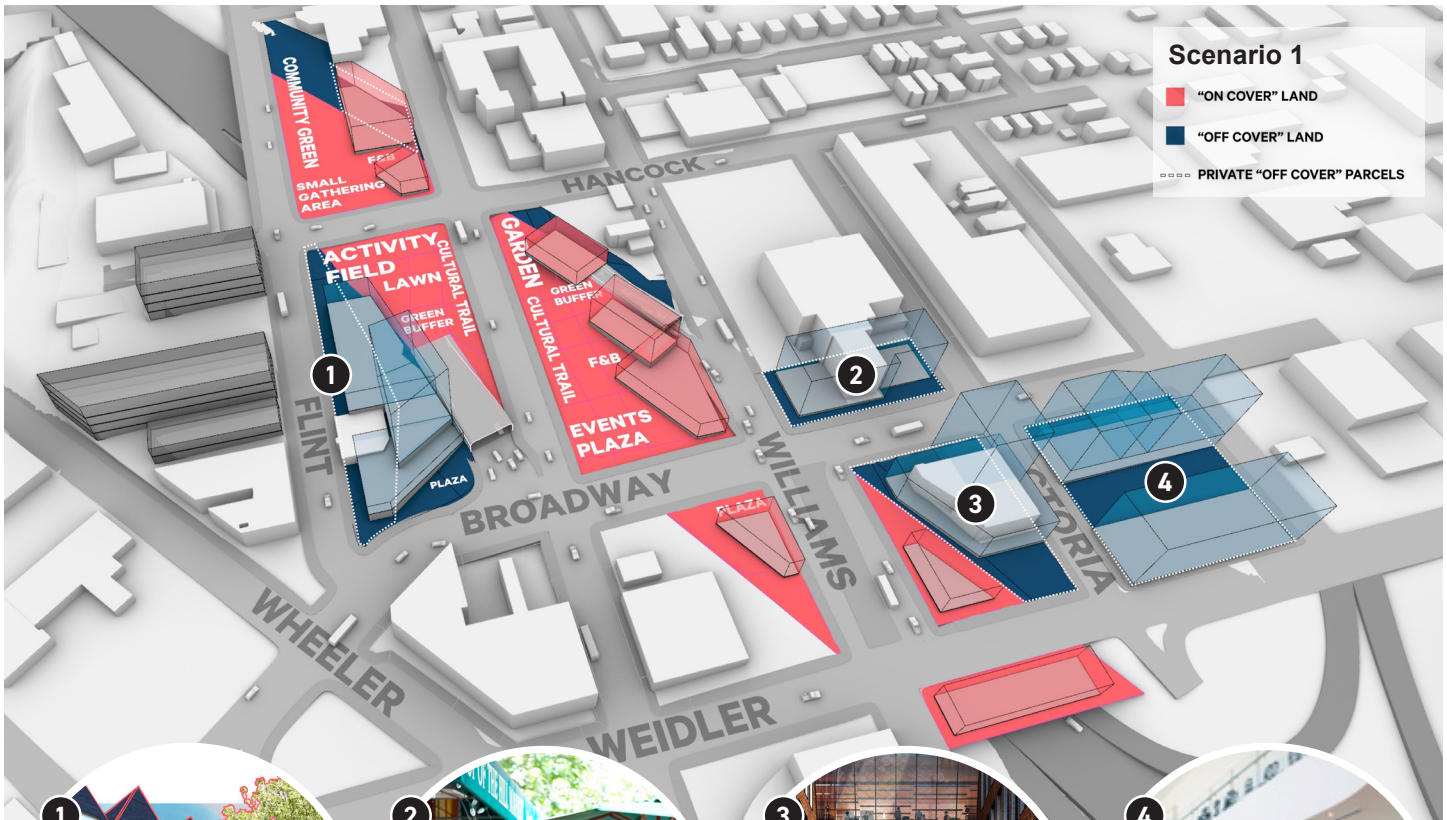 Scenario 1
"ON COVER" LAND
"OFF COVER" LAND
PRIVATE "OFF COVER" PARCELS
COMMUNITY GREEN
F&B
SMALL
GATHERING
AREA
HANCOCK
ACTIVITY
FIELD
LAWN
CULTURAL TRAIL
GREEN
BUFFER
GARDEN
GREEN
BUFFER
CULTURAL TRAIL
F&B
EVENTS
PLAZA
1
2
3
4
FLINT
PLAZA
BROADWAY
PLAZA
WILLIAMS
WHEELER
WEIDLER
1
2
3
4